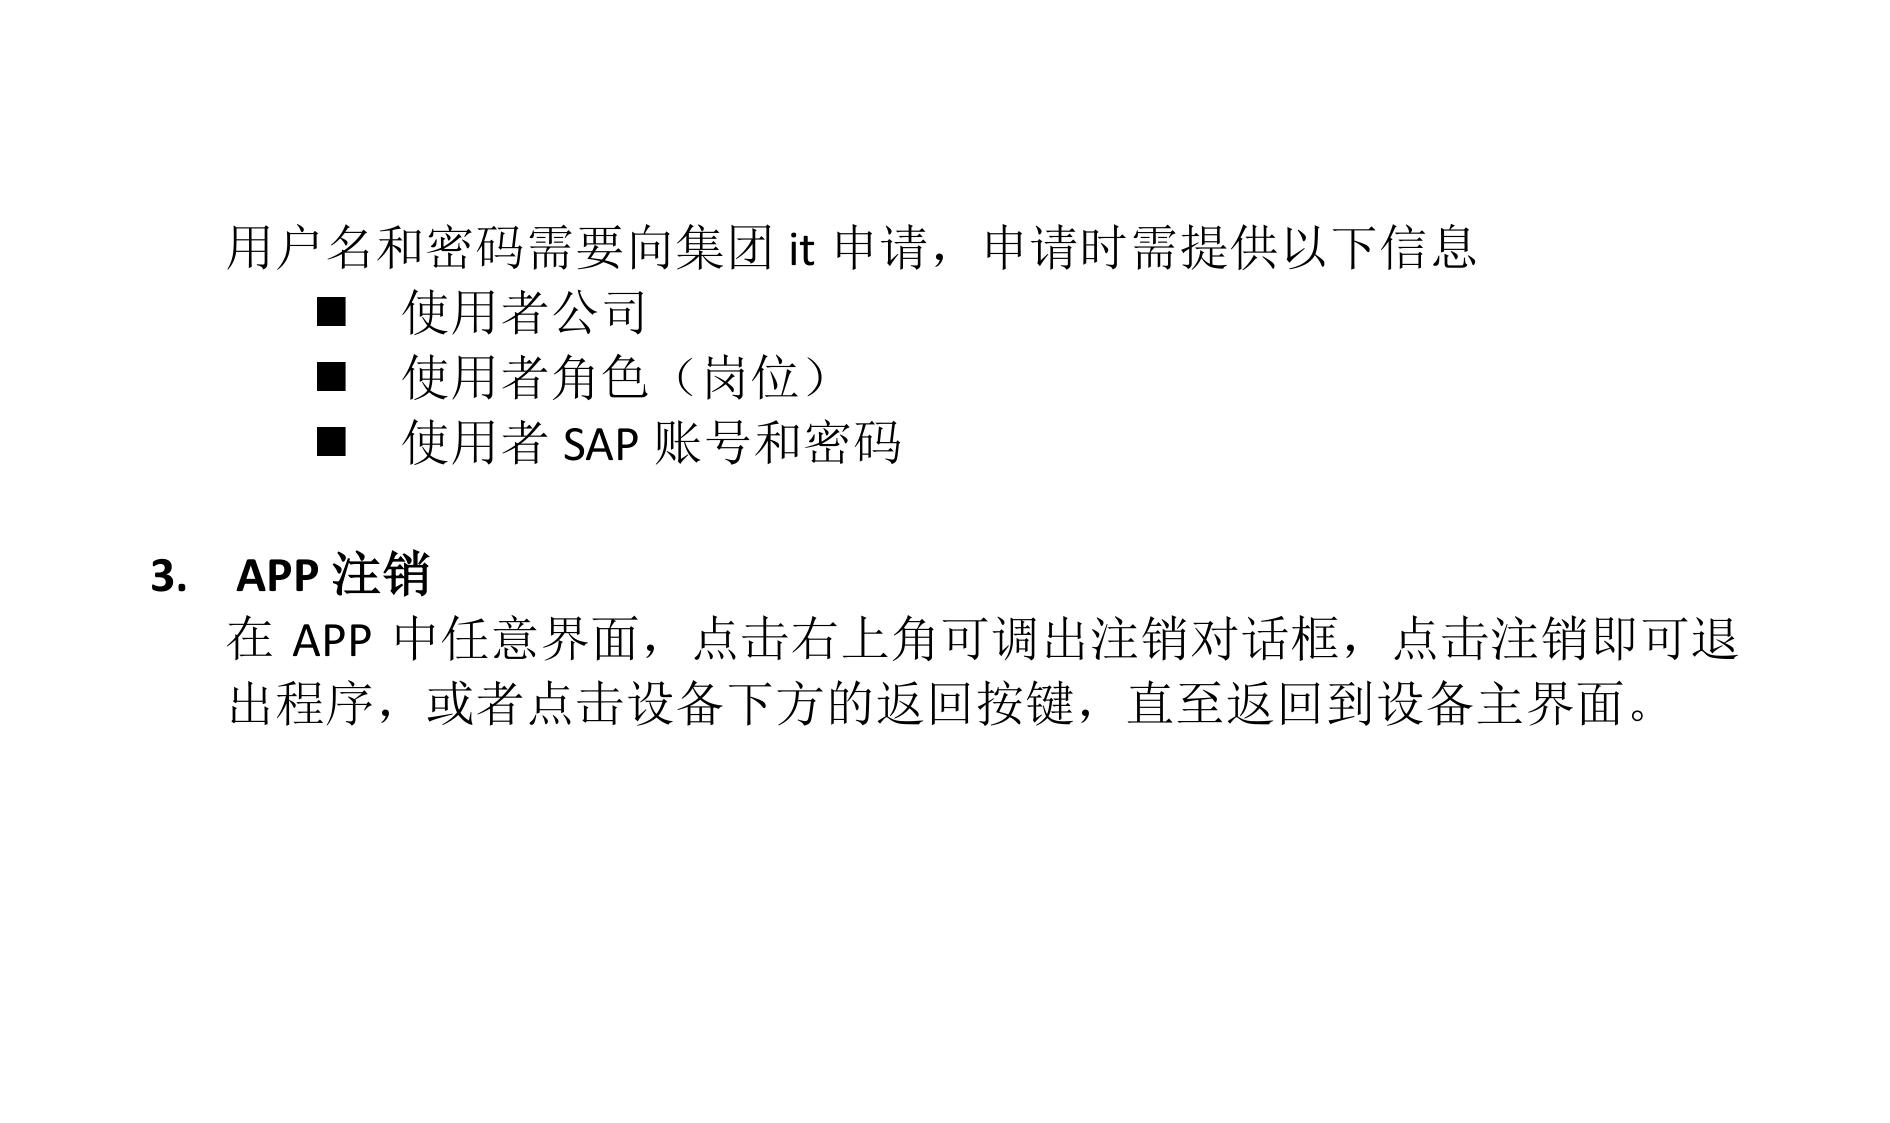 用户名和密码需要向集团 it 申请，申请时需提供以下信息
■ 使用者公司
■ 使用者角色（岗位）
■ 使用者 SAP 账号和密码
3. APP 注销
在 APP 中任意界面，点击右上角可调出注销对话框，点击注销即可退
出程序，或者点击设备下方的返回按键，直至返回到设备主界面。